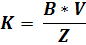 K = B * V / Z